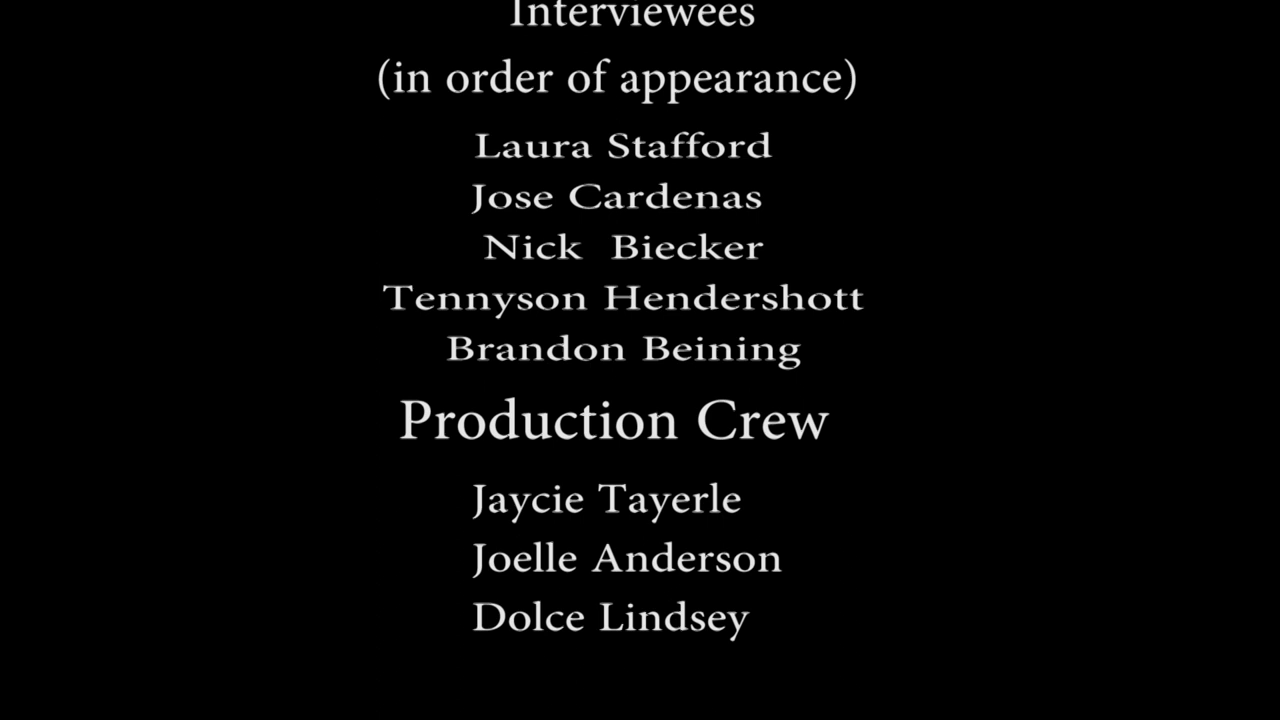 Interviewees
(in order of appearance)
Laura Stafford
Jose Cardenas
Nick  Biecker
Tennyson Hendershott
Brandon Beining
Production Crew
Jaycie Tayerle
Joelle Anderson
Dolce Lindsey